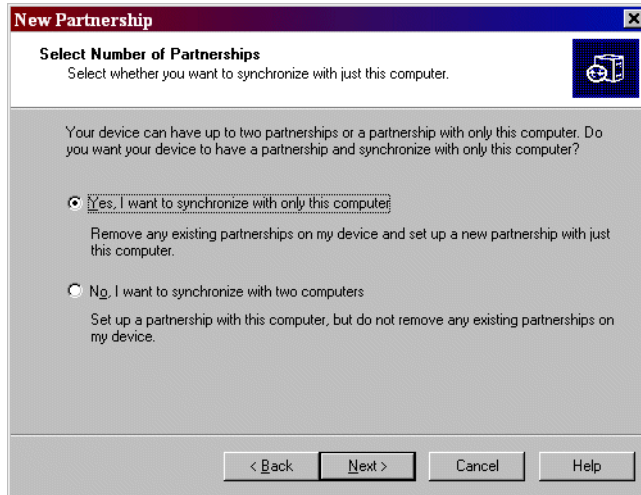 New Partnership
Select Number of Partnerships
Select whether you want to synchronize with just this computer.
Your device can have up to two partnerships or a partnership with only this computer. Do
you want your device to have a partnership and synchronize with only this computer?
Yes, I want to synchronize with only this computer
Remove any existing partnerships on my device and set up a new partnership with just
this computer.
No, I want to synchronize with two computers
Set up a partnership with this computer, but do not remove any existing partnerships on
my device.
< Back Next > Cancel Help